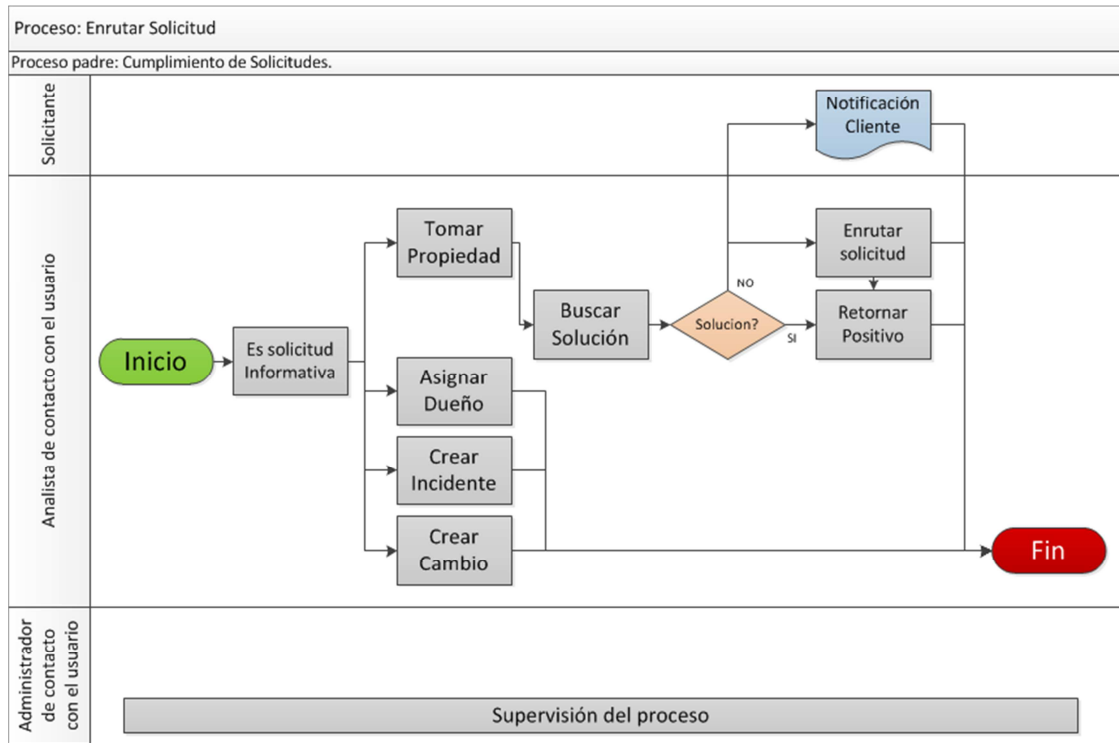 Proceso: Enrutar Solicitud
Proceso padre: Cumplimiento de Solicitudes.
Solicitante
Notificación
Cliente
Analista de contacto con el usuario
Tomar
Propiedad
Enrutar
solicitud
NO
Buscar
Solución
Solucion?
SI
Retornar
Positivo
Inicio
Es solicitud
Informativa
Asignar
Dueño
Crear
Incidente
Crear
Cambio
Fin
Administrador
de contacto
con el usuario
Supervisión del proceso